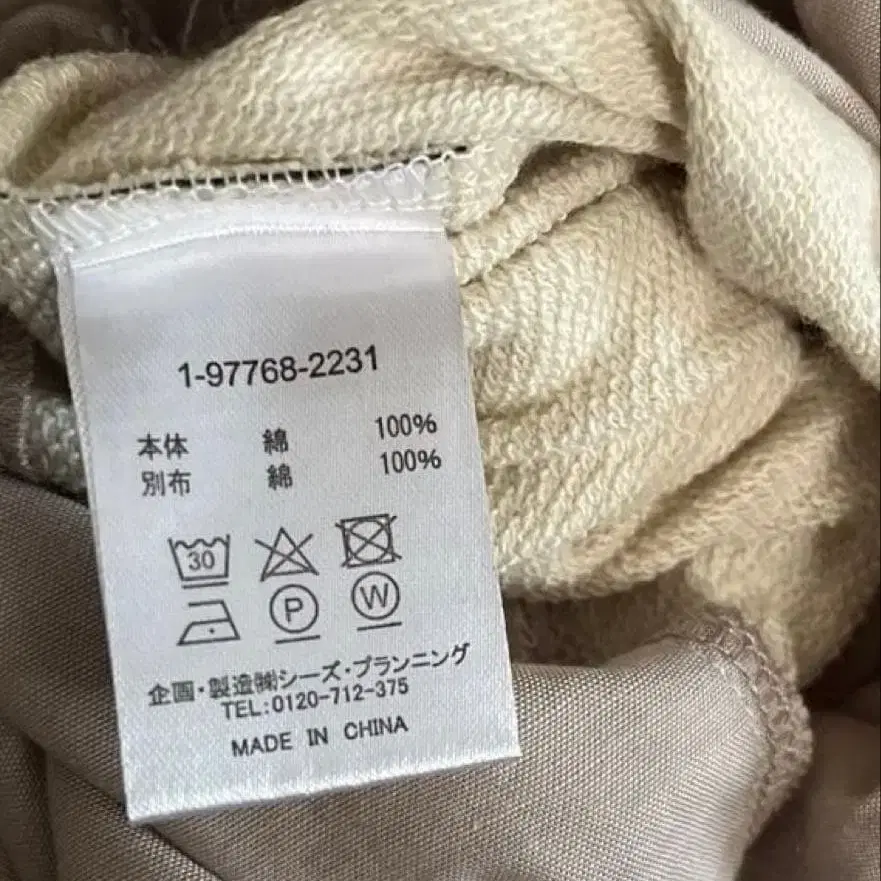 1-97768-2231
本体 綿 100%
別布 綿 100%
30
P W
企画・製造㈱シーズ・プランニング
TEL:0120-712-375
MADE IN CHINA